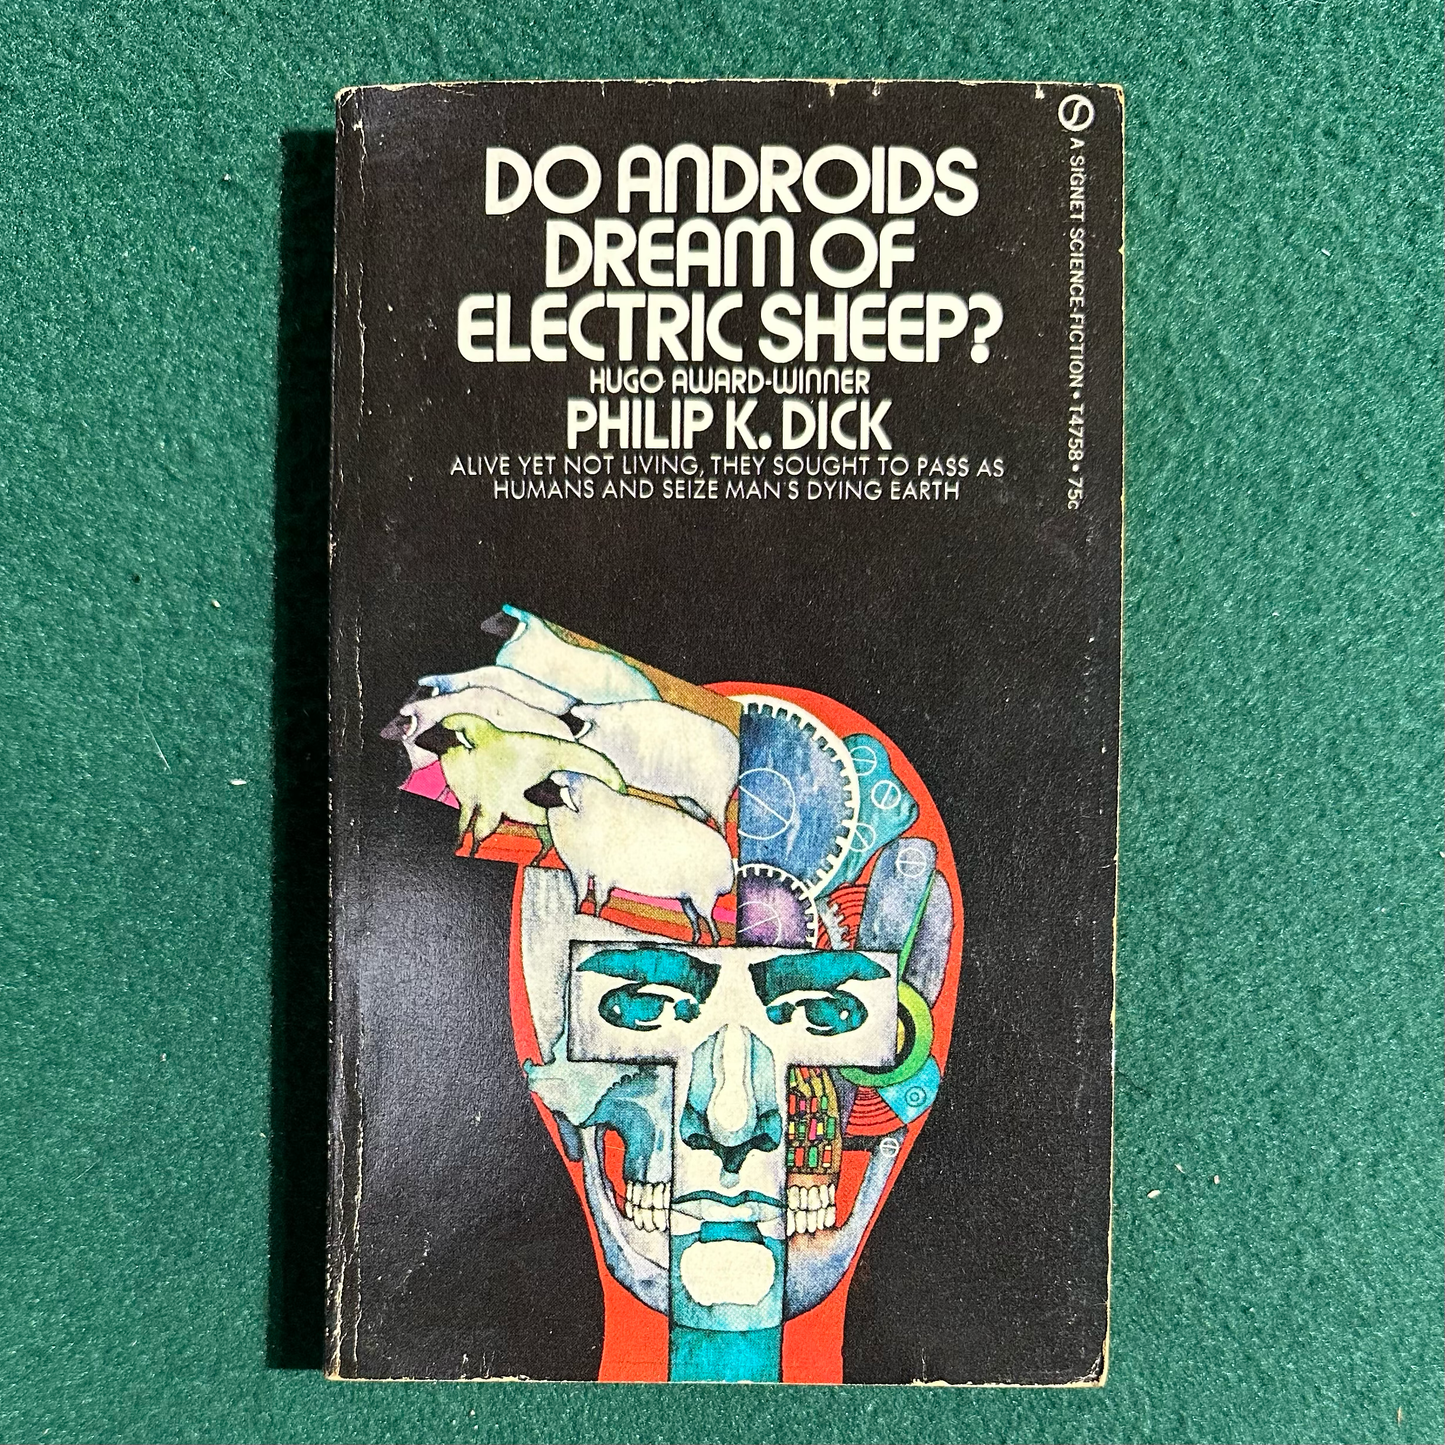 DO ANDROIDS
DREAM OF
ELECTRIC SHEEP?
HUGO AWARD-WINNER
PHILIP K. DICK
ALIVE YET NOT LIVING, THEY SOUGHT TO PASS AS
HUMANS AND SEIZE MAN'S DYING EARTH
A SIGNET SCIENCE-FICTION • T4758 • 75c